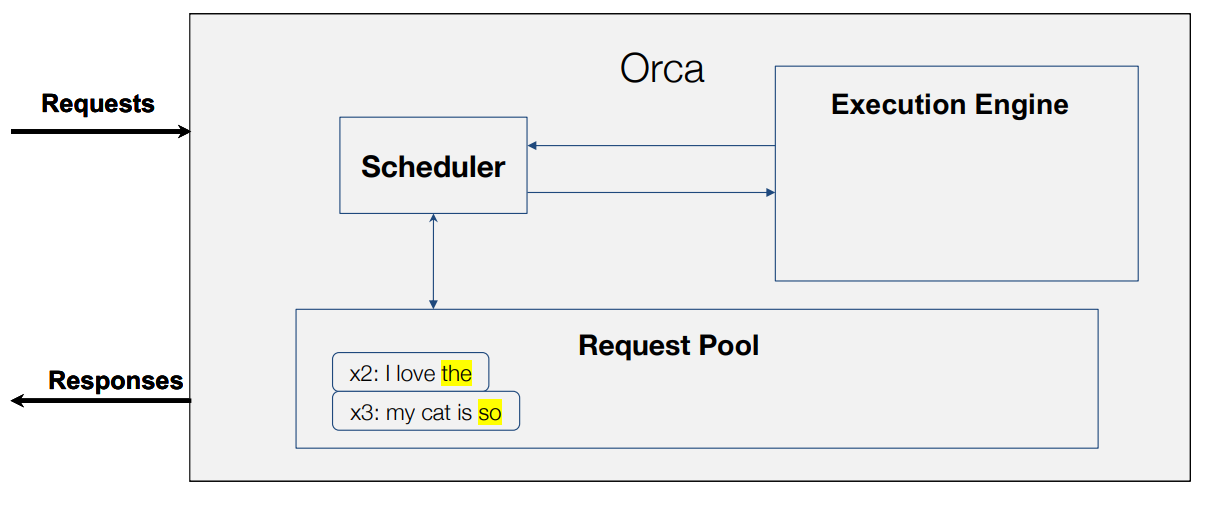 Orca
Requests
Execution Engine
Scheduler
Request Pool
x2: I love the
x3: my cat is so
Responses